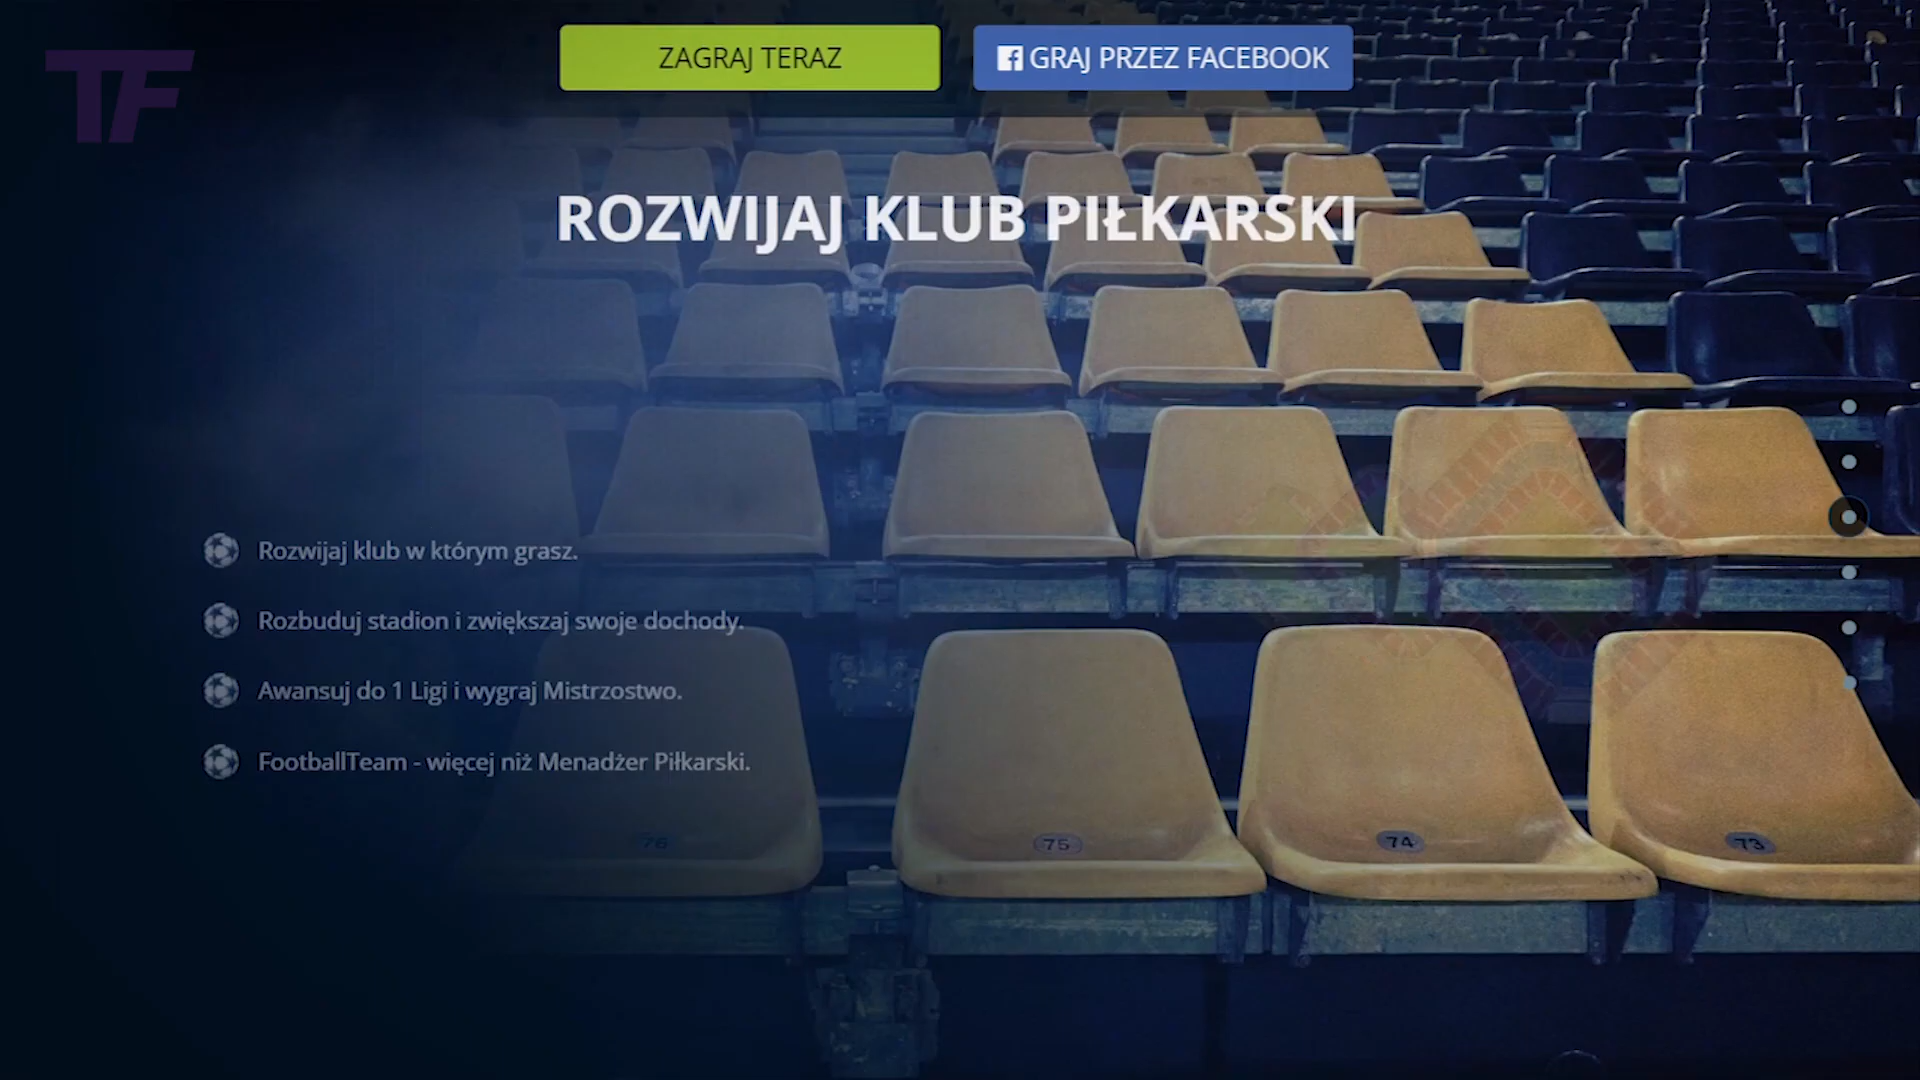 TF
ZAGRAJ TERAZ
GRAJ PRZEZ FACEBOOK
ROZWIJAJ KLUB PIŁKARSKI
Rozwijaj klub w którym grasz.
Rozbuduj stadion i zwiększaj swoje dochody.
Awansuj do 1 Ligi i wygraj Mistrzostwo.
FootballTeam - więcej niż Menadżer Piłkarski.
76
75
74
73